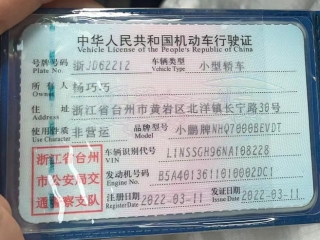 中华人民共和国机动车行驶证
Vehicle License of the People's Republic of China
号牌号码 Plate No. 浙JD62212 车辆类型 Vehicle Type 小型轿车
所有人 Owner 杨巧巧
住址 Address 浙江省台州市黄岩区北洋镇长宁路30号
使用性质 Use Character 非营运 品牌型号 Model 小鹏牌NHQ7000BEVDT
浙江省台州
市公安局交
通警察支队
车辆识别代号 VIN L1NSSGH96NA108228
发动机号码 Engine No. B5A4013611010002DC1
注册日期 Register Date 2022-03-11 发证日期 Issue Date 2022-03-11